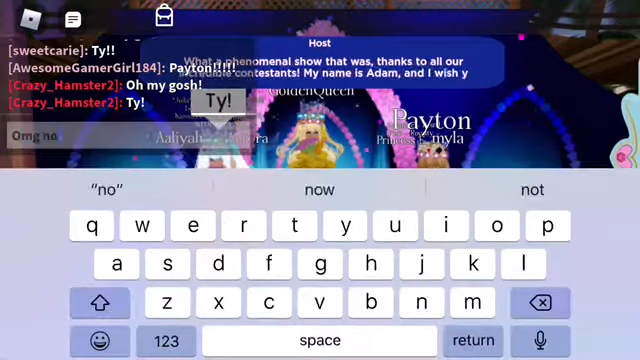 Host
What a phenomenal show that was, thanks to all our
incredible contestants! My name is Adam, and I wish y
[sweetcarie]: Ty!!
[AwesomeGamerGirl184]: Payton!!!!!
[Crazy_Hamster2]: Oh my gosh!
[Crazy_Hamster2]: Ty!
Ty!
GoldenQueen
Payton
Aaliyah
myla
Omg no
“no” now not
q w e r t y u i o p
a s d f g h j k l
z x c v b n m
123 space return